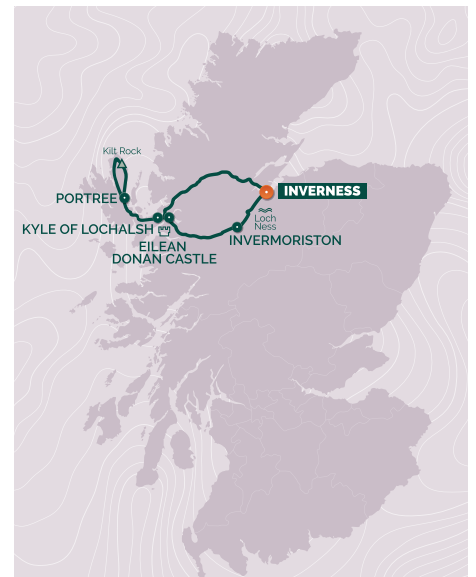 Kilt Rock
PORTREE
INVERNESS
Loch
Ness
KYLE OF LOCHALSH
INVERMORISTON
EILEAN
DONAN CASTLE